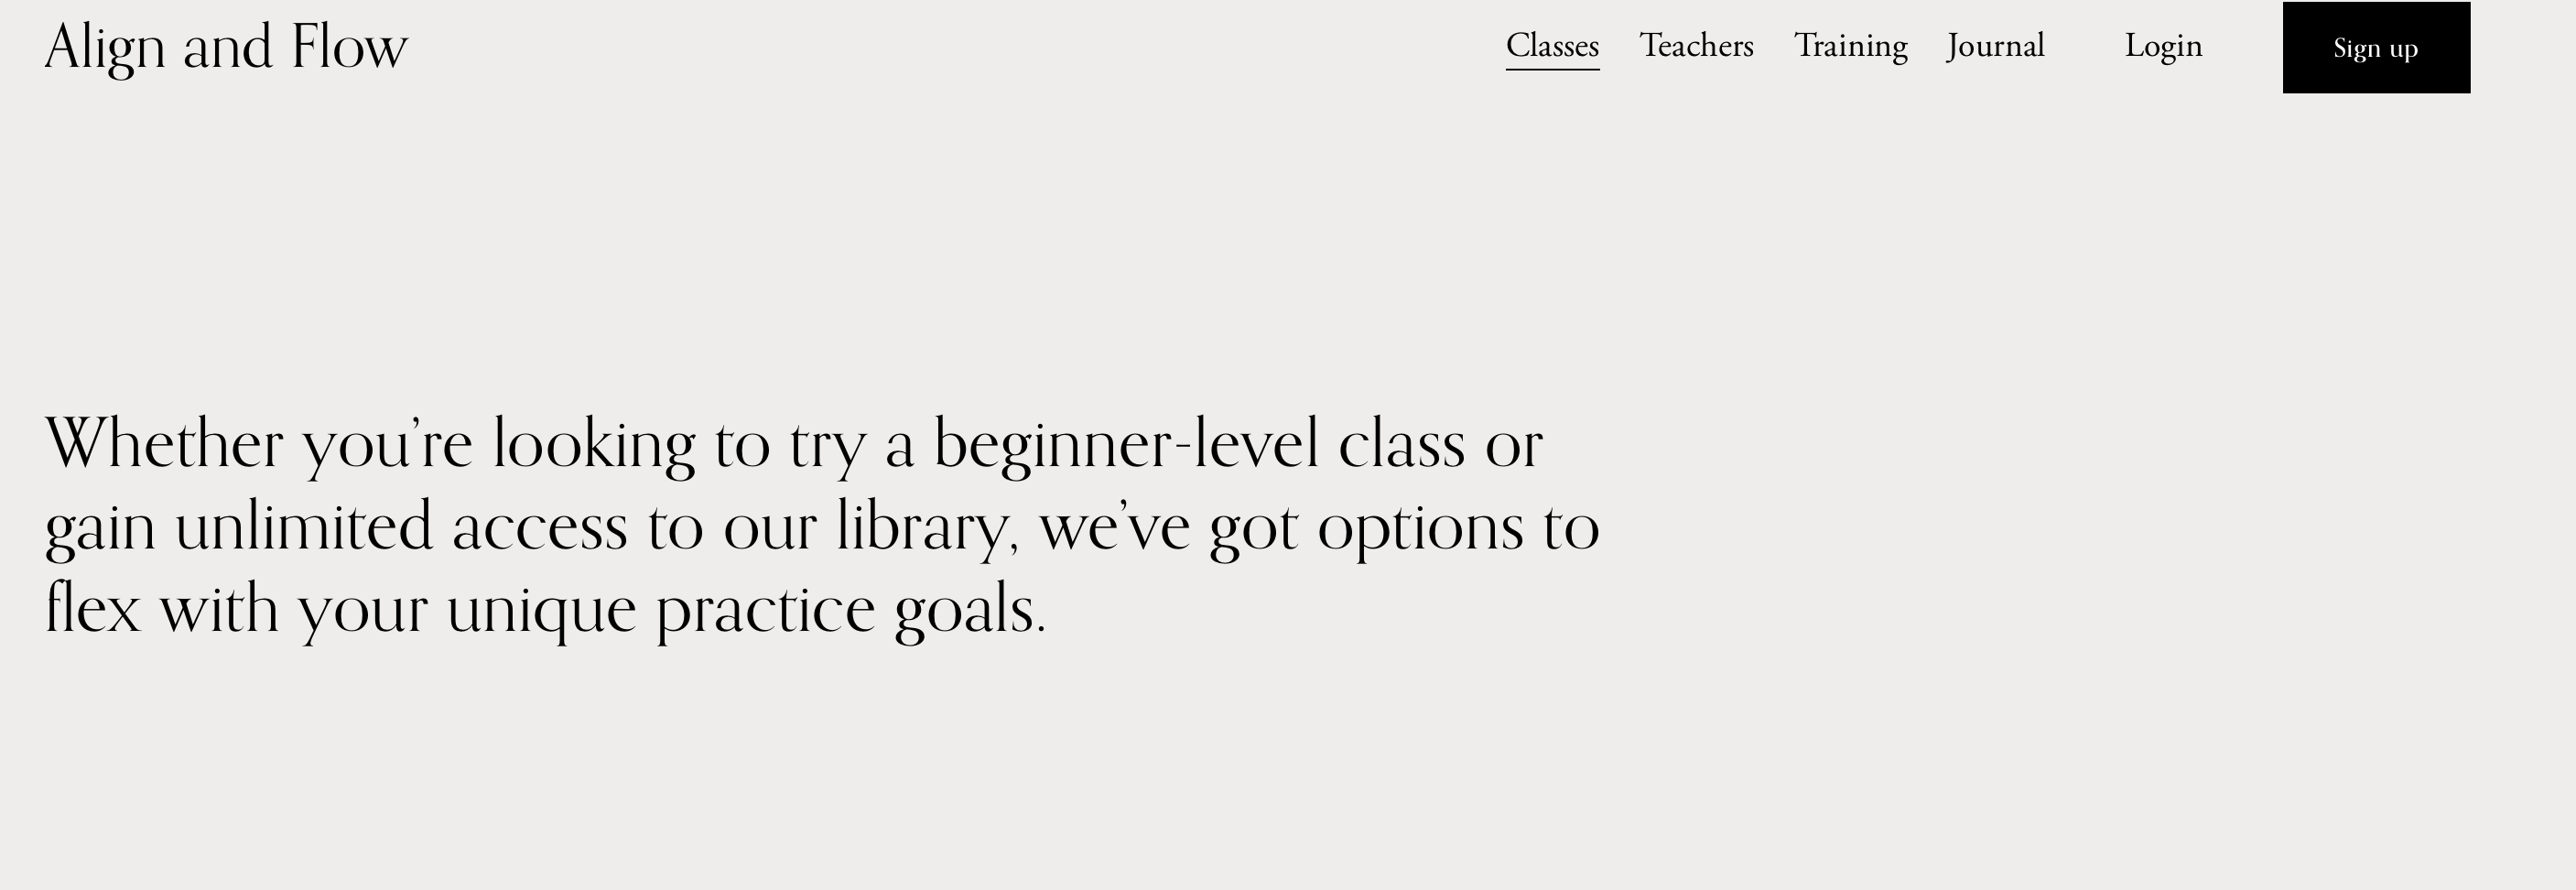 Align and Flow
Classes Teachers Training Journal Login Sign up
Whether you’re looking to try a beginner-level class or
gain unlimited access to our library, we’ve got options to
flex with your unique practice goals.